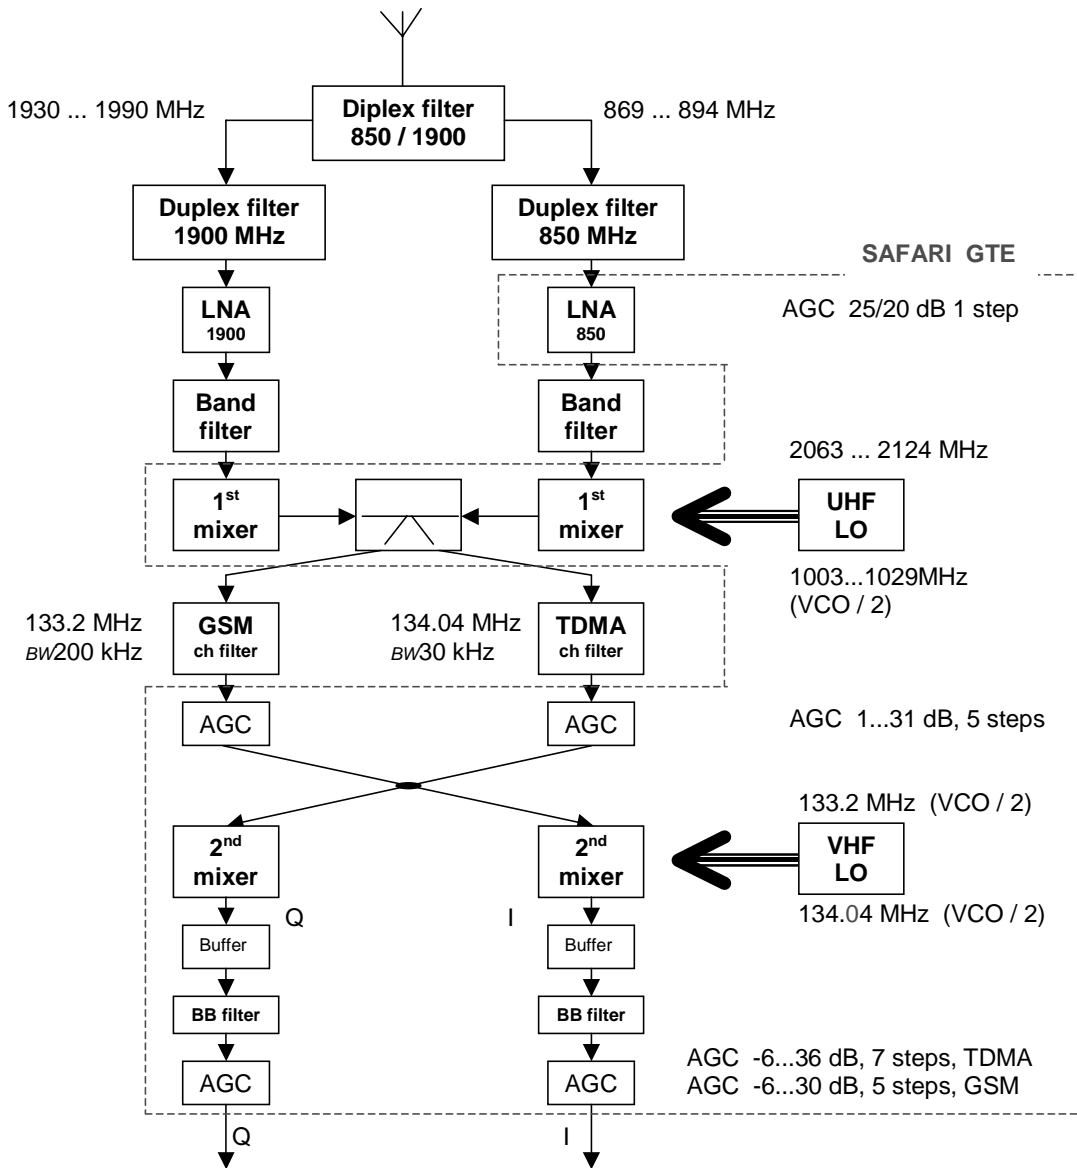 1930 ... 1990 MHz
Diplex filter
850 / 1900
869 ... 894 MHz
Duplex filter
1900 MHz
Duplex filter
850 MHz
SAFARI GTE
LNA
1900
LNA
850
AGC 25/20 dB 1 step
Band
filter
Band
filter
2063 ... 2124 MHz
1st
mixer
1st
mixer
UHF
LO
1003...1029MHz
(VCO / 2)
133.2 MHz
BW200 kHz
GSM
ch filter
134.04 MHz
BW30 kHz
TDMA
ch filter
AGC
AGC
AGC 1...31 dB, 5 steps
133.2 MHz (VCO / 2)
2nd
mixer
2nd
mixer
VHF
LO
134.04 MHz (VCO / 2)
Q
I
Buffer
Buffer
BB filter
BB filter
AGC
AGC
AGC -6...36 dB, 7 steps, TDMA
AGC -6...30 dB, 5 steps, GSM
Q
I